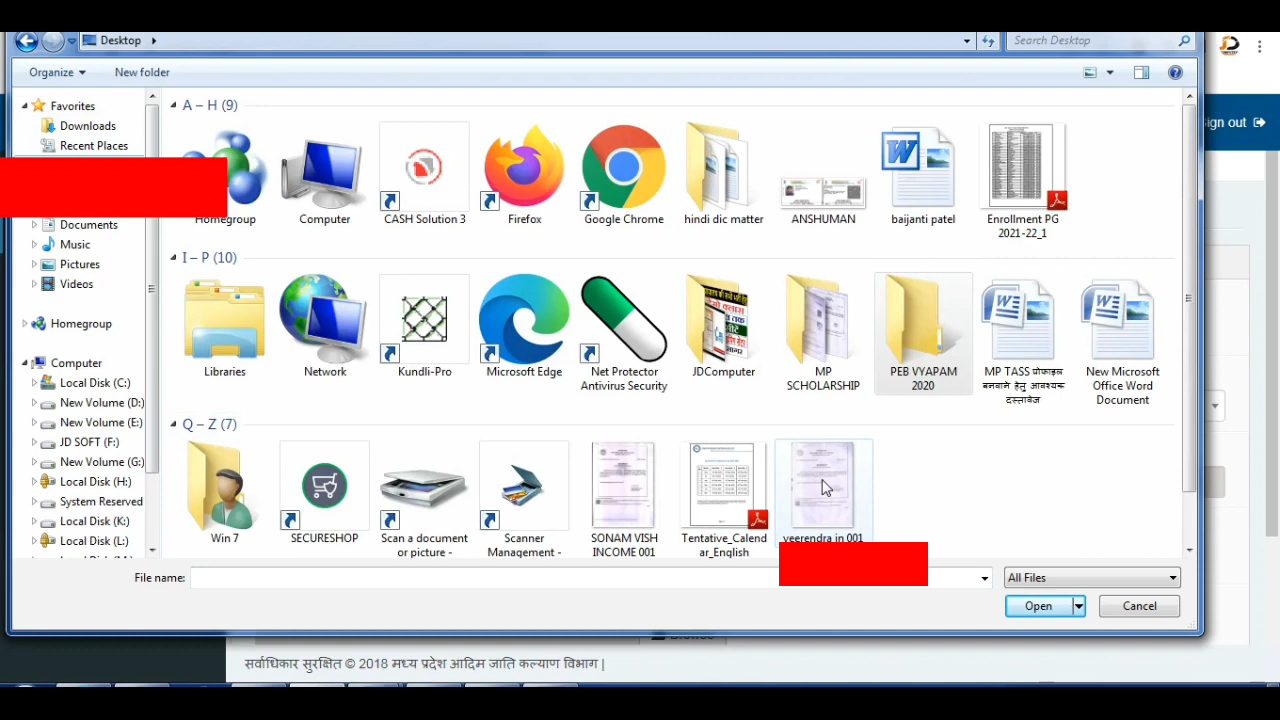 Desktop
Search Desktop
Organize
New folder
Sign out
Favorites
Downloads
Recent Places
Documents
Music
Pictures
Videos
Homegroup
Computer
Local Disk (C:)
New Volume (D:)
New Volume (E:)
JD SOFT (F:)
New Volume (G:)
Local Disk (H:)
System Reserved
Local Disk (K:)
Local Disk (L:)
A – H (9)
Homegroup
Computer
CASH Solution 3
Firefox
Google Chrome
hindi dic matter
ANSHUMAN
baijanti patel
Enrollment PG
2021-22_1
I – P (10)
Libraries
Network
Kundli-Pro
Microsoft Edge
Net Protector
Antivirus Security
JDComputer
MP
SCHOLARSHIP
PEB VYAPAM
2020
MP TASS प्रोफाइल
बनवाने हेतु आवश्यक
दस्तावेज
New Microsoft
Office Word
Document
Q – Z (7)
Win 7
SECURESHOP
Scan a document
or picture -
Scanner
Management -
SONAM VISH
INCOME 001
Tentative_Calend
ar_English
veerendra in 001
File name:
All Files
Open
Cancel
Browse
सर्वाधिकार सुरक्षित © 2018 मध्य प्रदेश आदिम जाति कल्याण विभाग |